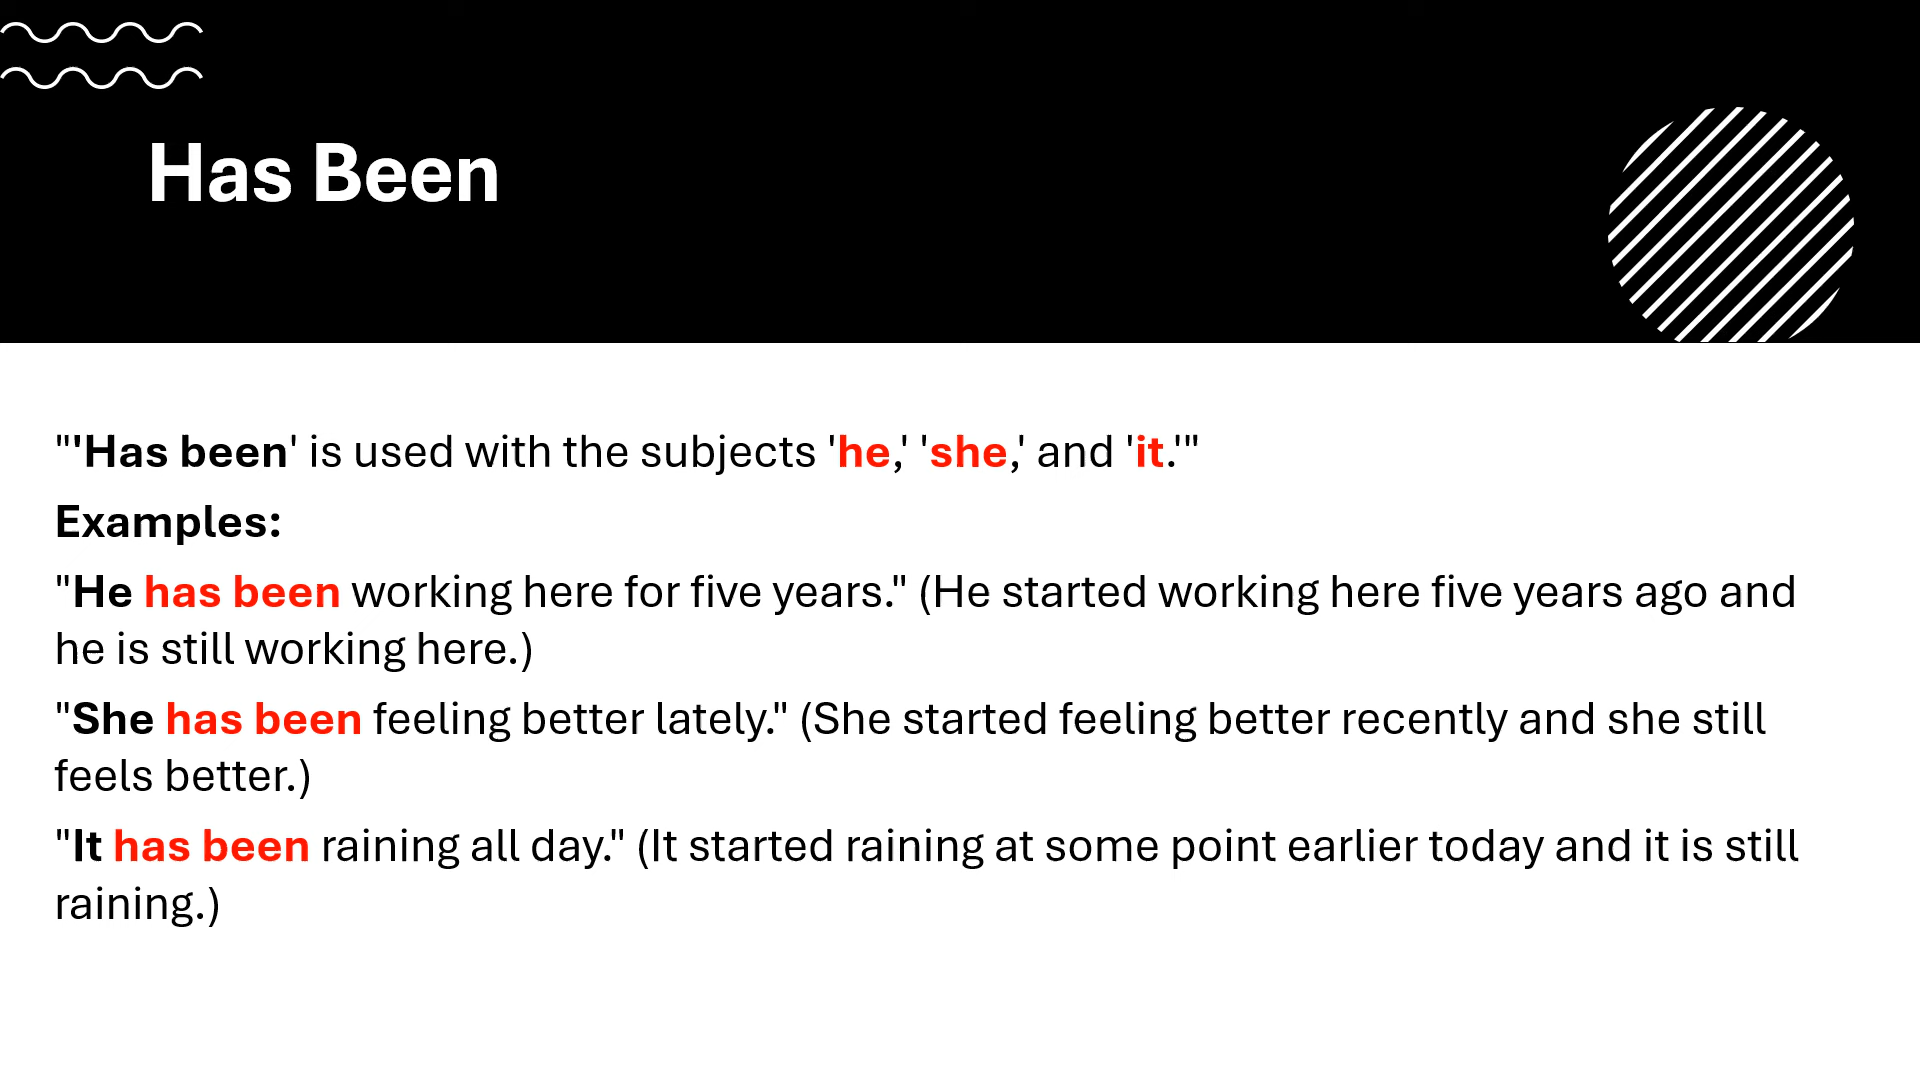 Has Been
"'Has been' is used with the subjects 'he,' 'she,' and 'it.'"
Examples:
"He has been working here for five years." (He started working here five years ago and
he is still working here.)
"She has been feeling better lately." (She started feeling better recently and she still
feels better.)
"It has been raining all day." (It started raining at some point earlier today and it is still
raining.)